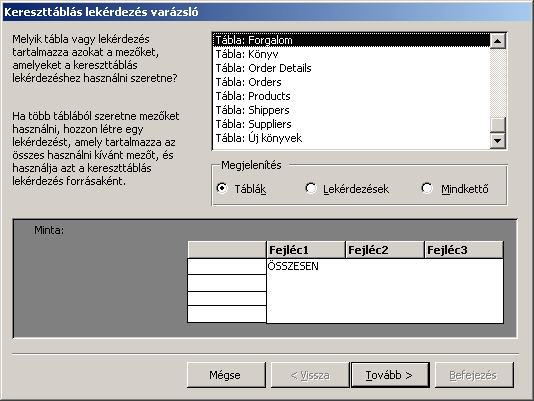 Kereszttáblás lekérdezés varázsló
Melyik tábla vagy lekérdezés
tartalmazza azokat a mezőket,
amelyeket a kereszttáblás
lekérdezéshez használni szeretne?
Ha több táblából szeretne mezőket
használni, hozzon létre egy
lekérdezést, amely tartalmazza az
összes használni kívánt mezőt, és
használja azt a kereszttáblás
lekérdezés forrásaként.
Tábla: Forgalom
Tábla: Könyv
Tábla: Order Details
Tábla: Orders
Tábla: Products
Tábla: Shippers
Tábla: Suppliers
Tábla: Új könyvek
Megjelenítés
Táblák
Lekérdezések
Mindkettő
Minta:
Fejléc1 Fejléc2 Fejléc3
ÖSSZESEN
Mégse
< Vissza
Tovább >
Befejezés